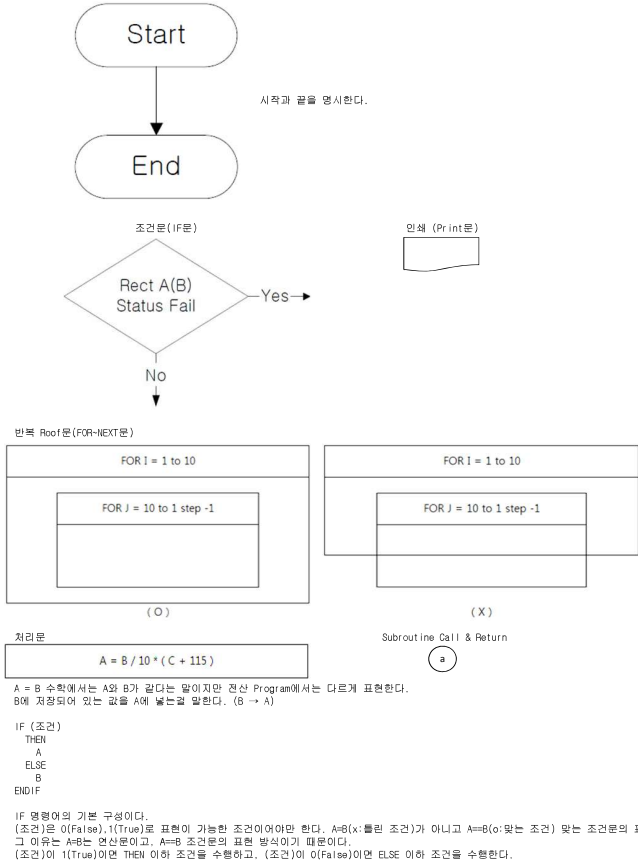 Start
시작과 끝을 명시한다.
End
조건문(IF문)
인쇄 (Print문)
Rect A(B)
Status Fail
Yes
No
반복 Roof문(FOR~NEXT문)
FOR I = 1 to 10
FOR J = 10 to 1 step -1
( O )
FOR I = 1 to 10
FOR J = 10 to 1 step -1
( X )
처리문
A = B / 10 * ( C + 115 )
Subroutine Call & Return
a
A = B 수학에서는 A와 B가 같다는 말이지만 전산 Program에서는 다르게 표현한다.
B에 저장되어 있는 값을 A에 넣는걸 말한다. (B → A)
IF (조건)
THEN
A
ELSE
B
ENDIF
IF 명령어의 기본 구성이다.
(조건)은 0(False),1(True)로 표현이 가능한 조건이어야만 한다. A=B(x:틀린 조건)가 아니고 A==B(o:맞는 조건) 맞는 조건문의
그 이유는 A=B는 연산문이고, A==B 조건문의 표현 방식이기 때문이다.
(조건)이 1(True)이면 THEN 이하 조건을 수행하고, (조건)이 0(False)이면 ELSE 이하 조건을 수행한다.